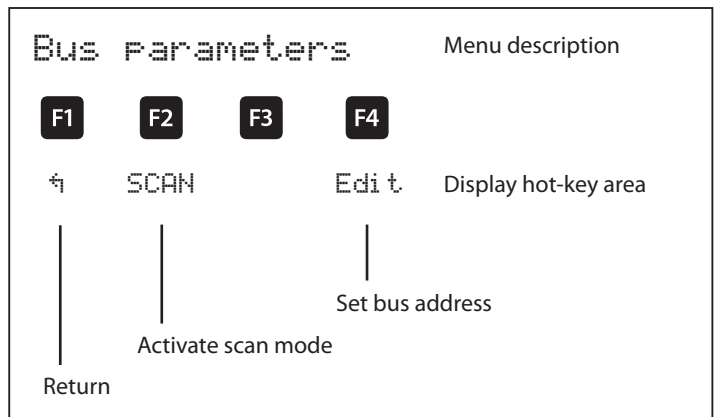 Bus parameters Menu description
F1 F2 F3 F4
↰ SCAN Edit Display hot-key area
Set bus address
Activate scan mode
Return